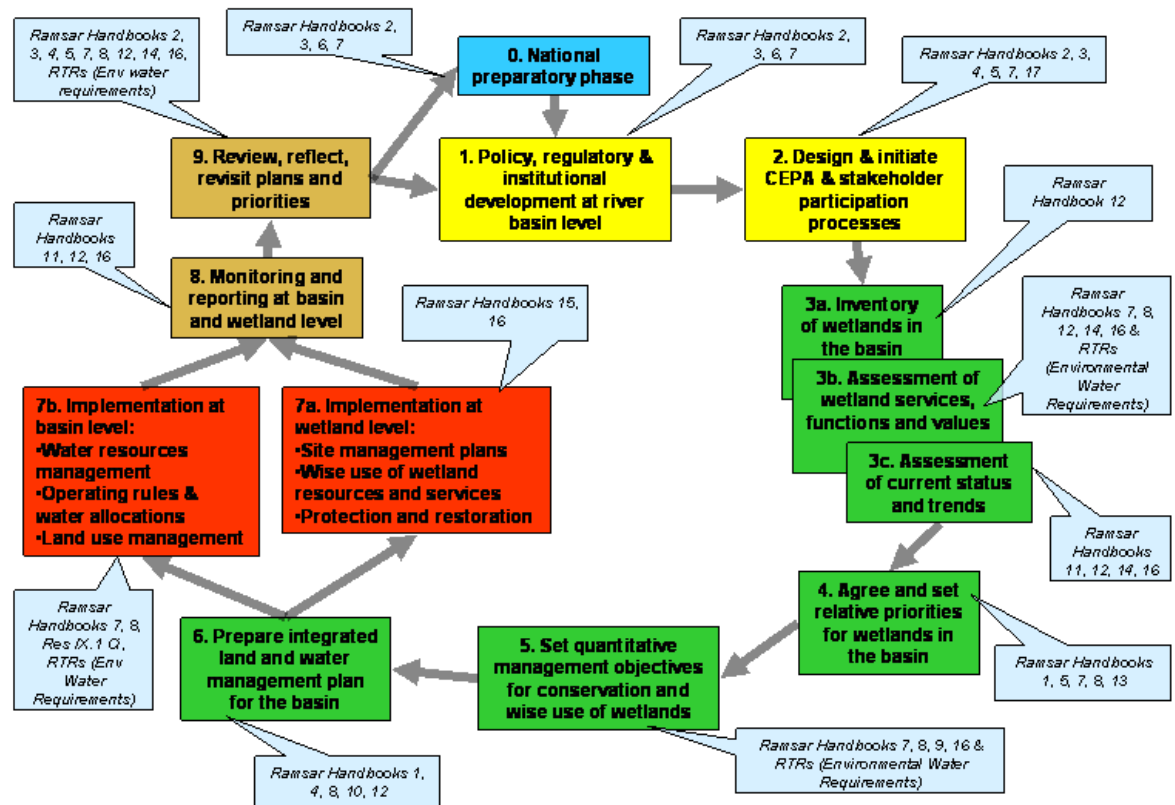 Ramsar Handbooks 2,
3, 4, 5, 7, 8, 12, 14, 16,
RTRs (Env water
requirements)
Ramsar Handbooks 2,
3, 6, 7
0. National
preparatory phase
Ramsar Handbooks 2,
3, 6, 7
Ramsar Handbooks 2, 3,
4, 5, 7, 17
9. Review, reflect,
revisit plans and
priorities
1. Policy, regulatory &
institutional
development at river
basin level
2. Design & initiate
CEPA & stakeholder
participation
processes
Ramsar
Handbook 12
Ramsar
Handbooks
11, 12, 16
8. Monitoring and
reporting at basin
and wetland level
Ramsar Handbooks 15,
16
3a. Inventory
of wetlands in
the basin
Ramsar
Handbooks 7, 8,
12, 14, 16 &
RTRs
(Environmental
Water
Requirements)
3b. Assessment of
wetland services,
functions and values
3c. Assessment
of current status
and trends
Ramsar
Handbooks
11, 12, 14, 16
7b. Implementation at
basin level:
•Water resources
management
•Operating rules &
water allocations
•Land use management
7a. Implementation at
wetland level:
•Site management plans
•Wise use of wetland
resources and services
•Protection and restoration
Ramsar
Handbooks 7, 8,
Res IX.1 Ci,
RTRs (Env
Water
Requirements)
6. Prepare integrated
land and water
management plan
for the basin
5. Set quantitative
management objectives
for conservation and
wise use of wetlands
4. Agree and set
relative priorities
for wetlands in
the basin
Ramsar Handbooks
1, 5, 7, 8, 13
Ramsar Handbooks 1,
4, 8, 10, 12
Ramsar Handbooks 7, 8, 9, 16 &
RTRs (Environmental Water
Requirements)